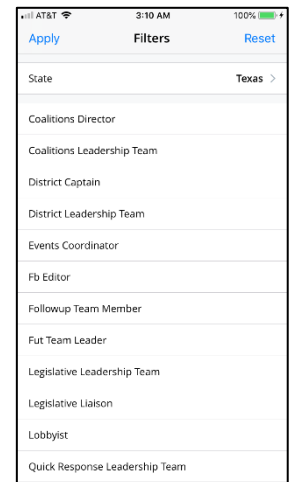 AT&T 3:10 AM 100%
Apply Filters Reset
State Texas >
Coalitions Director
Coalitions Leadership Team
District Captain
District Leadership Team
Events Coordinator
Fb Editor
Followup Team Member
Fut Team Leader
Legislative Leadership Team
Legislative Liaison
Lobbyist
Quick Response Leadership Team